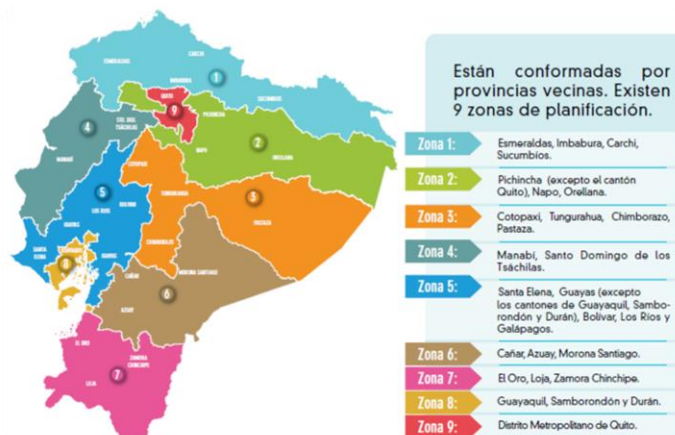 ESMERALDAS
CARCHI
IMBABURA
1
SUCUMBÍOS
QUITO
9
PICHINCHA
STO. DGO.
TSÁCHILAS
4
MANABÍ
NAPO
2
ORELLANA
COTOPAXI
5
LOS RÍOS
BOLÍVAR
TUNGURAHUA
3
PASTAZA
GUAYAS
CHIMBORAZO
SANTA
ELENA
8
GUAYAS
MORONA SANTIAGO
CAÑAR
6
AZUAY
EL ORO
ZAMORA
CHINCHIPE
7
LOJA
Están conformadas por
provincias vecinas. Existen
9 zonas de planificación.
Zona 1:
Esmeraldas, Imbabura, Carchi,
Sucumbíos.
Zona 2:
Pichincha (excepto el cantón
Quito), Napo, Orellana.
Zona 3:
Cotopaxi, Tungurahua, Chimborazo,
Pastaza.
Zona 4:
Manabí, Santo Domingo de los
Tsáchilas.
Zona 5:
Santa Elena, Guayas (excepto
los cantones de Guayaquil, Sambo-
rondón y Durán), Bolívar, Los Ríos y
Galápagos.
Zona 6:
Cañar, Azuay, Morona Santiago.
Zona 7:
El Oro, Loja, Zamora Chinchipe.
Zona 8:
Guayaquil, Samborondón y Durán.
Zona 9:
Distrito Metropolitano de Quito.